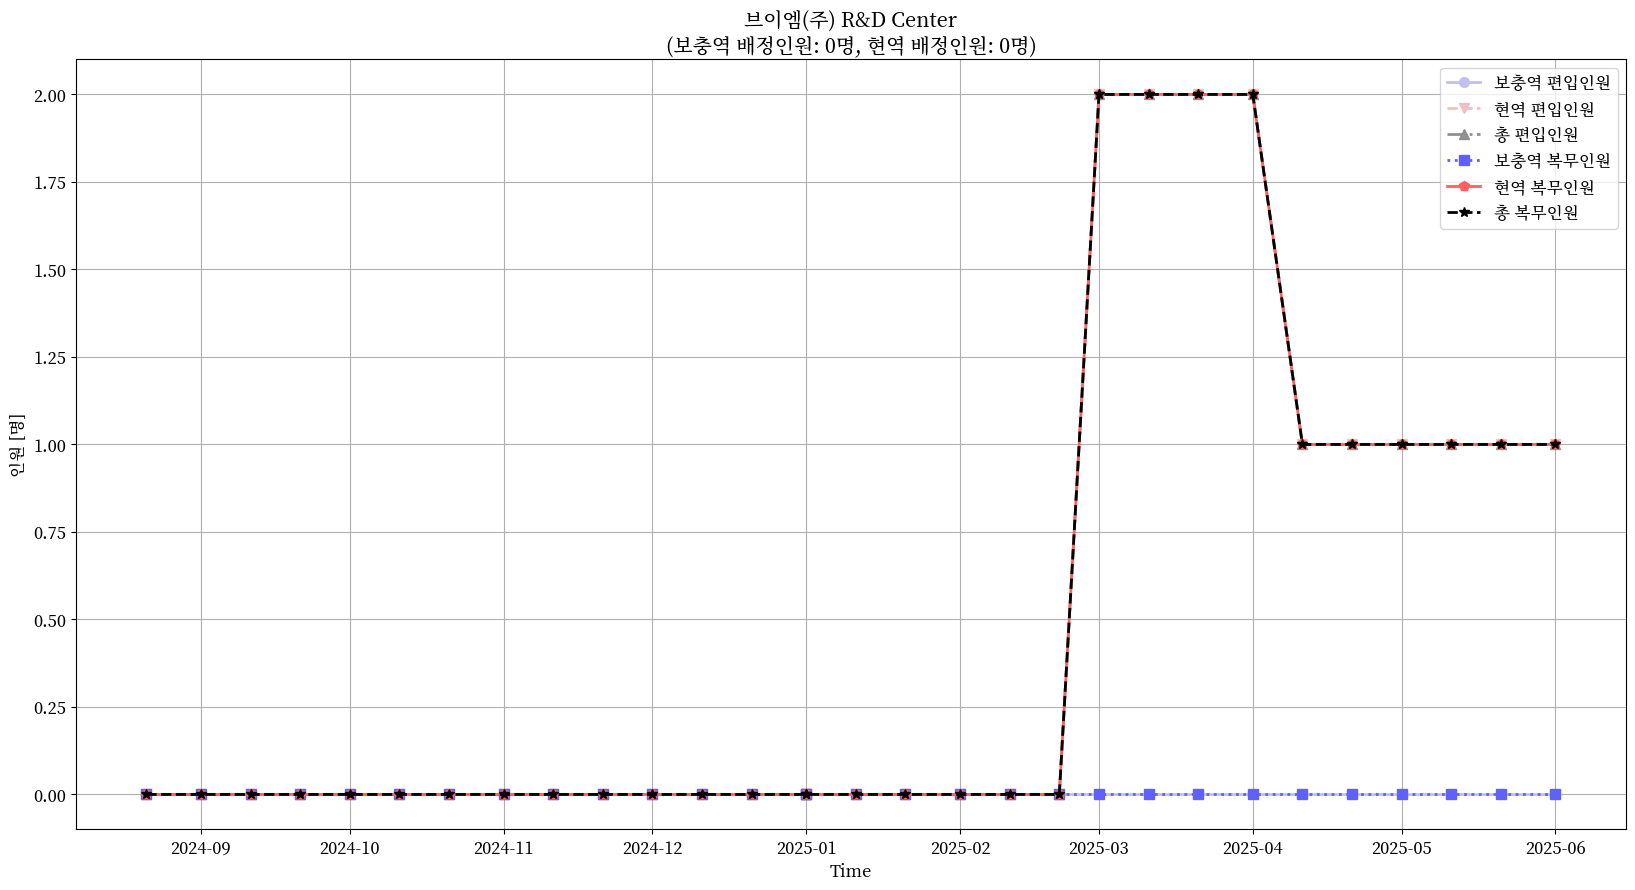 브이엠(주) R&D Center
(보충역 배정인원: 0명, 현역 배정인원: 0명)
보충역 편입인원
현역 편입인원
총 편입인원
보충역 복무인원
현역 복무인원
총 복무인원
인원 [명]
2.00
1.75
1.50
1.25
1.00
0.75
0.50
0.25
0.00
2024-09
2024-10
2024-11
2024-12
2025-01
2025-02
2025-03
2025-04
2025-05
2025-06
Time